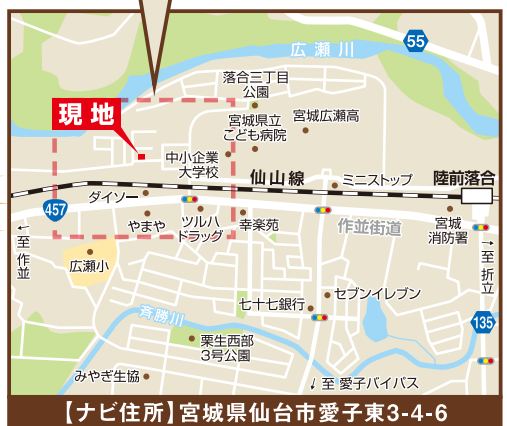 広瀬川
55
落合三丁目
公園
現地
宮城県立
こども病院
宮城広瀬高
中小企業
大学校
仙山線
ミニストップ
陸前落合
457
ダイソー
やまや
ツルハ
ドラッグ
幸楽苑
作並街道
宮城
消防署
←至作並
広瀬小
→至折立
七十七銀行
セブンイレブン
斉勝川
135
栗生西部
3号公園
みやぎ生協
↓至 愛子バイパス
【ナビ住所】宮城県仙台市愛子東3-4-6